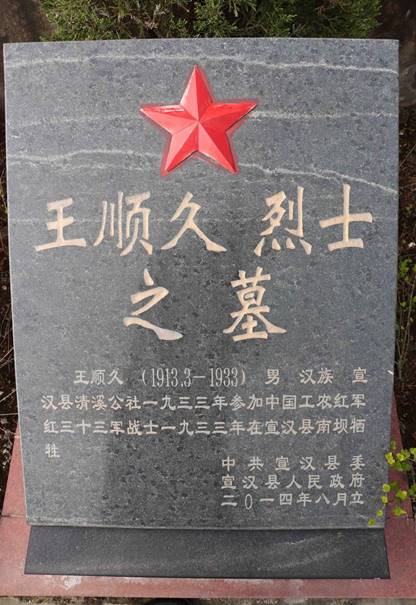 王顺久 烈士
之墓
王顺久（1913.3—1933）男 汉族 宣
汉县清溪公社一九三三年参加中国工农红军
红三十三军战士一九三三年在宣汉县南坝牺
牲
中共宣汉县委
宣汉县人民政府
二0一四年八月立